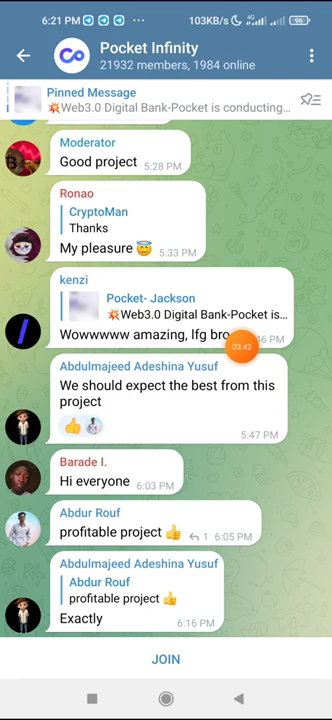 6:21 PM ... 103KB/s 4G 96
Pocket Infinity
21932 members, 1984 online
Pinned Message
💥Web3.0 Digital Bank-Pocket is conducting...
Moderator
Good project 5:28 PM
Ronao
CryptoMan
Thanks
My pleasure 😇 5:33 PM
kenzi
Pocket- Jackson
💥Web3.0 Digital Bank-Pocket is...
Wowwwww amazing, lfg bro 46 PM
03:42
Abdulmajeed Adeshina Yusuf
We should expect the best from this
project
👍
5:47 PM
Barade I.
Hi everyone 6:03 PM
Abdur Rouf
profitable project 👍 1 6:05 PM
Abdulmajeed Adeshina Yusuf
Abdur Rouf
profitable project 👍
Exactly 6:16 PM
JOIN